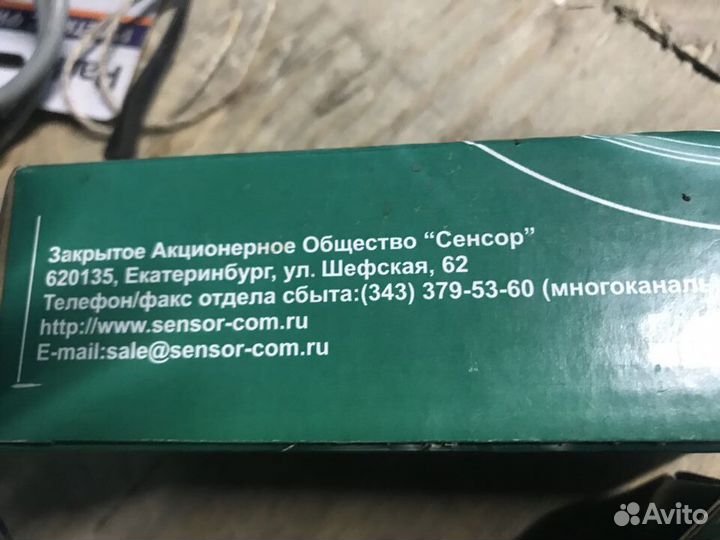 Закрытое Акционерное Общество “Сенсор”
620135, Екатеринбург, ул. Шефская, 62
Телефон/факс отдела сбыта:(343) 379-53-60
http://www.sensor-com.ru
E-mail:sale@sensor-com.ru
Avito